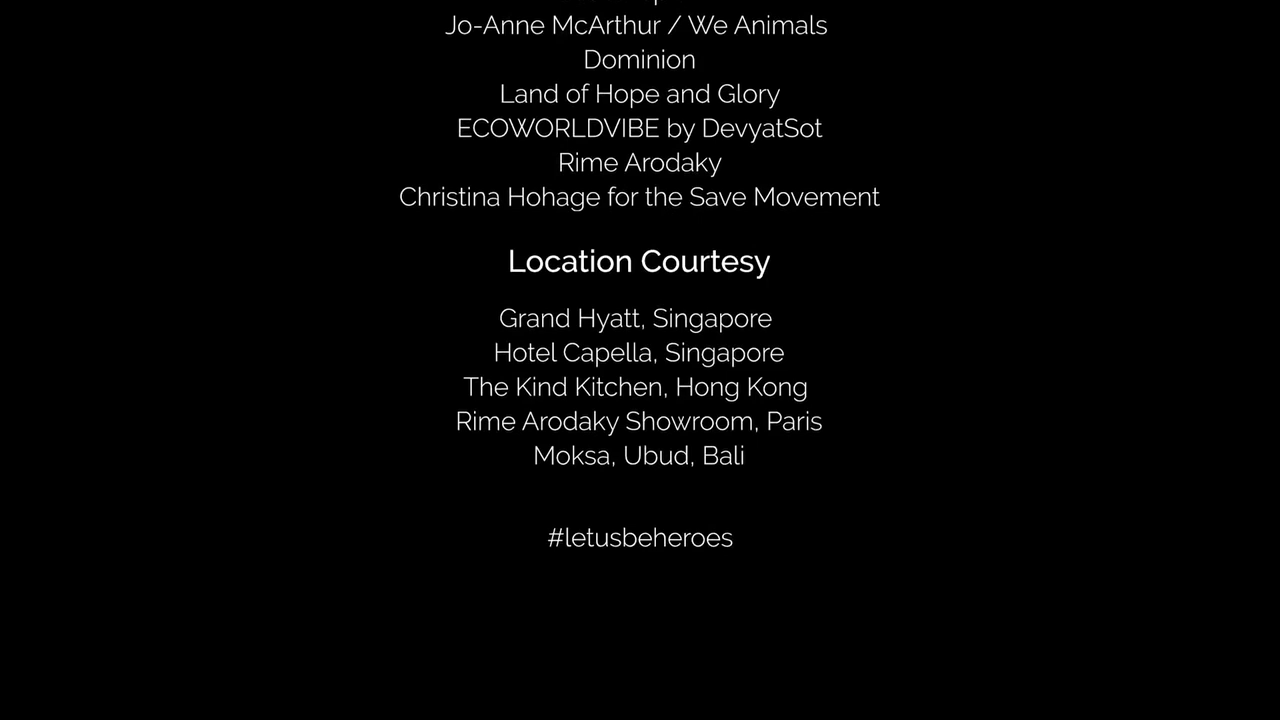 Jo-Anne McArthur / We Animals
Dominion
Land of Hope and Glory
ECOWORLDVIBE by DevyatSot
Rime Arodaky
Christina Hohage for the Save Movement
Location Courtesy
Grand Hyatt, Singapore
Hotel Capella, Singapore
The Kind Kitchen, Hong Kong
Rime Arodaky Showroom, Paris
Moksa, Ubud, Bali
#letusbeheroes